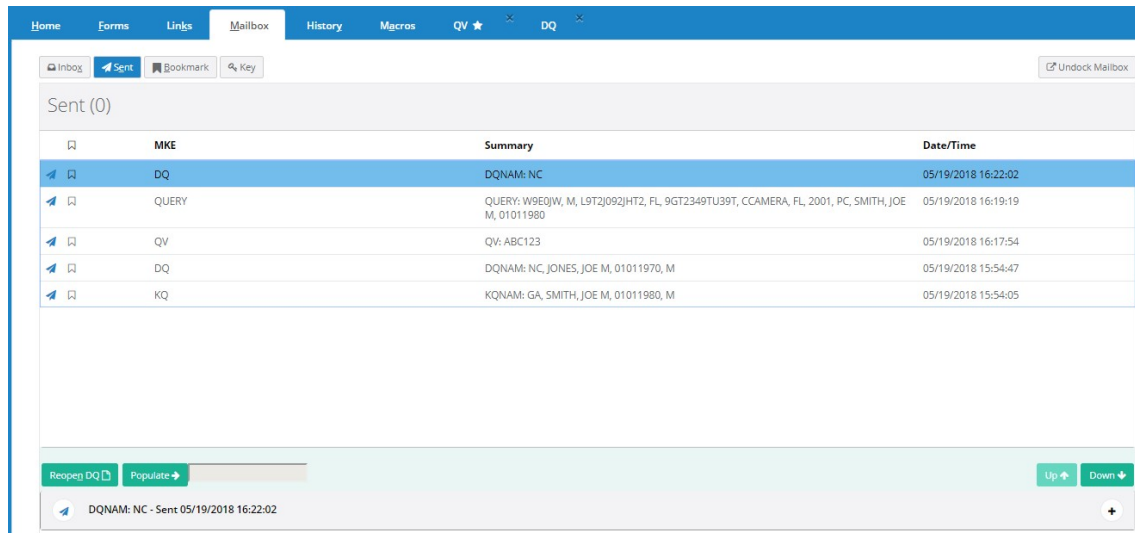 Home Forms Links Mailbox History Macros QV DQ
Inbox Sent Bookmark Key Undock Mailbox
Sent (0)
MKE Summary Date/Time
DQ DQNAM: NC 05/19/2018 16:22:02
QUERY QUERY: W9E0JW, M, L9T2J092JHT2, FL, 9GT2349TU39T, CCAMERA, FL, 2001, PC, SMITH, JOE 05/19/2018 16:19:19
M, 01011980
QV QV: ABC123 05/19/2018 16:17:54
DQ DQNAM: NC, JONES, JOE M, 01011970, M 05/19/2018 15:54:47
KQ KQNAM: GA, SMITH, JOE M, 01011980, M 05/19/2018 15:54:05
Reopen DQ Populate Up Down
DQNAM: NC - Sent 05/19/2018 16:22:02